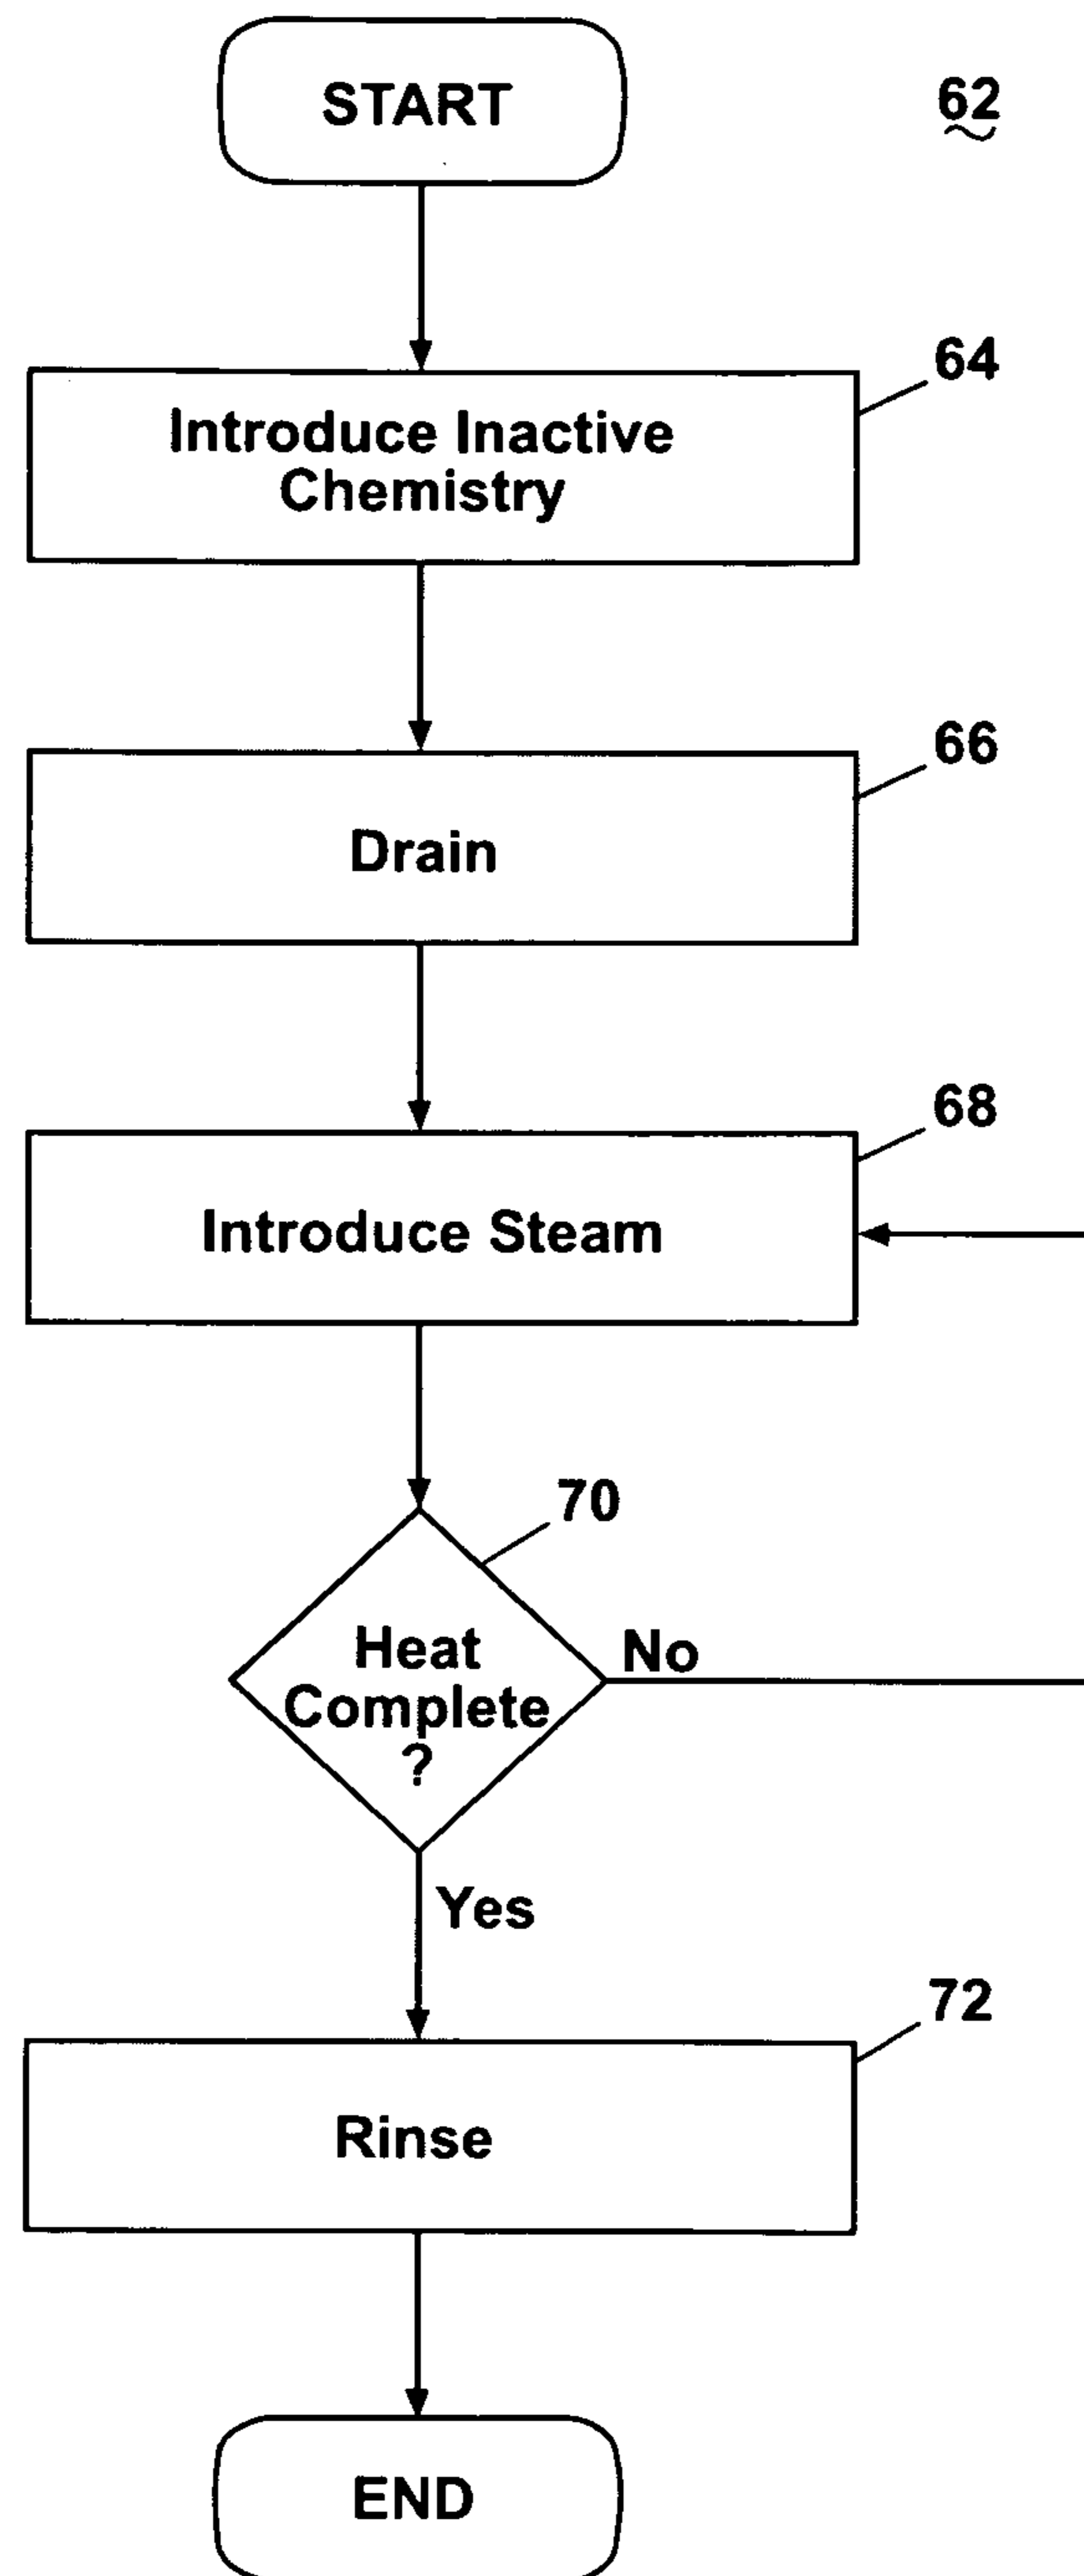 START
62
64
Introduce Inactive
Chemistry
66
Drain
68
Introduce Steam
70
Heat
Complete
?
No
Yes
72
Rinse
END